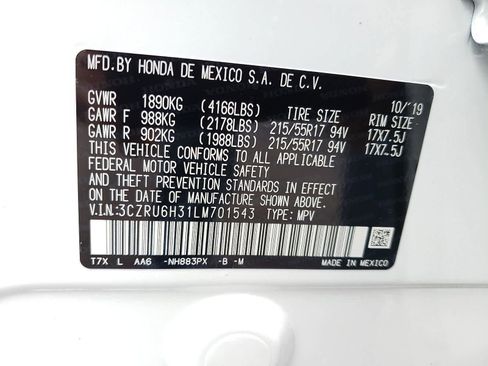 MFD.BY HONDA DE MEXICO S.A. DE C.V.
10/'19
GVWR 1890KG (4166LBS) TIRE SIZE RIM SIZE
GAWR F 988KG (2178LBS) 215/55R17 94V 17X7.5J
GAWR R 902KG (1988LBS) 215/55R17 94V 17X7.5J
THIS VEHICLE CONFORMS TO ALL APPLICABLE
FEDERAL MOTOR VEHICLE SAFETY
AND THEFT PREVENTION STANDARDS IN EFFECT
ON THE DATE OF MANUFACTURE SHOWN ABOVE.
V.I.N.:3CZRU6H31LM701543 TYPE: MPV
T7X L AA6 -NH883PX -B -M MADE IN MEXICO